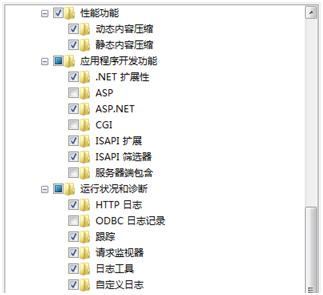 性能功能
动态内容压缩
静态内容压缩
应用程序开发功能
.NET 扩展性
ASP
ASP.NET
CGI
ISAPI 扩展
ISAPI 筛选器
服务器端包含
运行状况和诊断
HTTP 日志
ODBC 日志记录
跟踪
请求监视器
日志工具
自定义日志